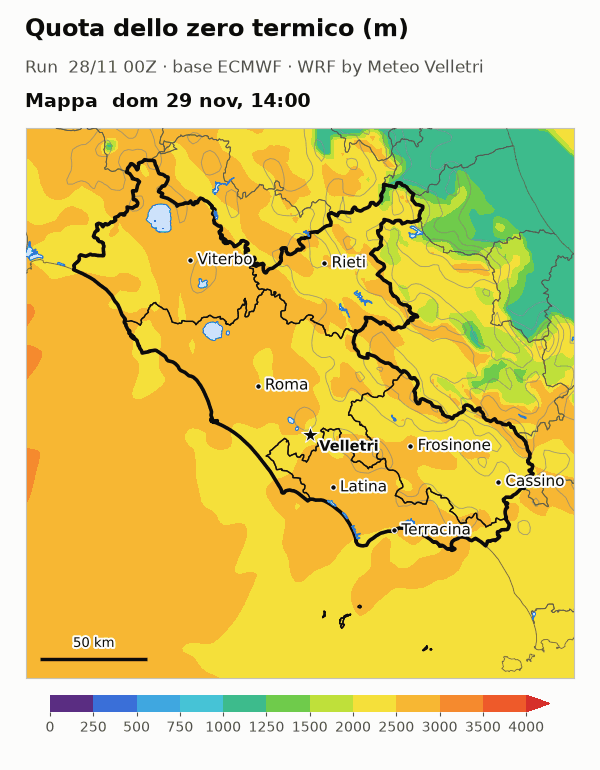 Quota dello zero termico (m)
Run 28/11 00Z · base ECMWF · WRF by Meteo Velletri
Mappa dom 29 nov, 14:00
Viterbo
Rieti
Roma
Velletri
Frosinone
Cassino
Latina
Terracina
50 km
0 250 500 750 1000 1250 1500 2000 2500 3000 3500 4000